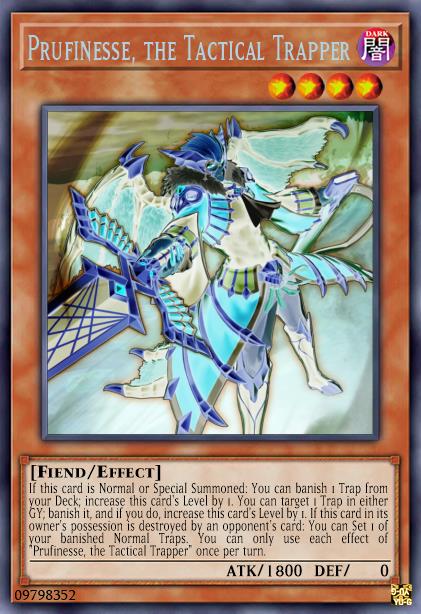 Prufinesse, the Tactical Trapper
DARK
闇
[Fiend/Effect]
If this card is Normal or Special Summoned: You can banish 1 Trap from
your Deck; increase this card's Level by 1. You can target 1 Trap in either
GY; banish it, and if you do, increase this card's Level by 1. If this card in its
owner's possession is destroyed by an opponent's card: You can Set 1 of
your banished Normal Traps. You can only use each effect of
"Prufinesse, the Tactical Trapper" once per turn.
ATK/1800 DEF/ 0
09798352